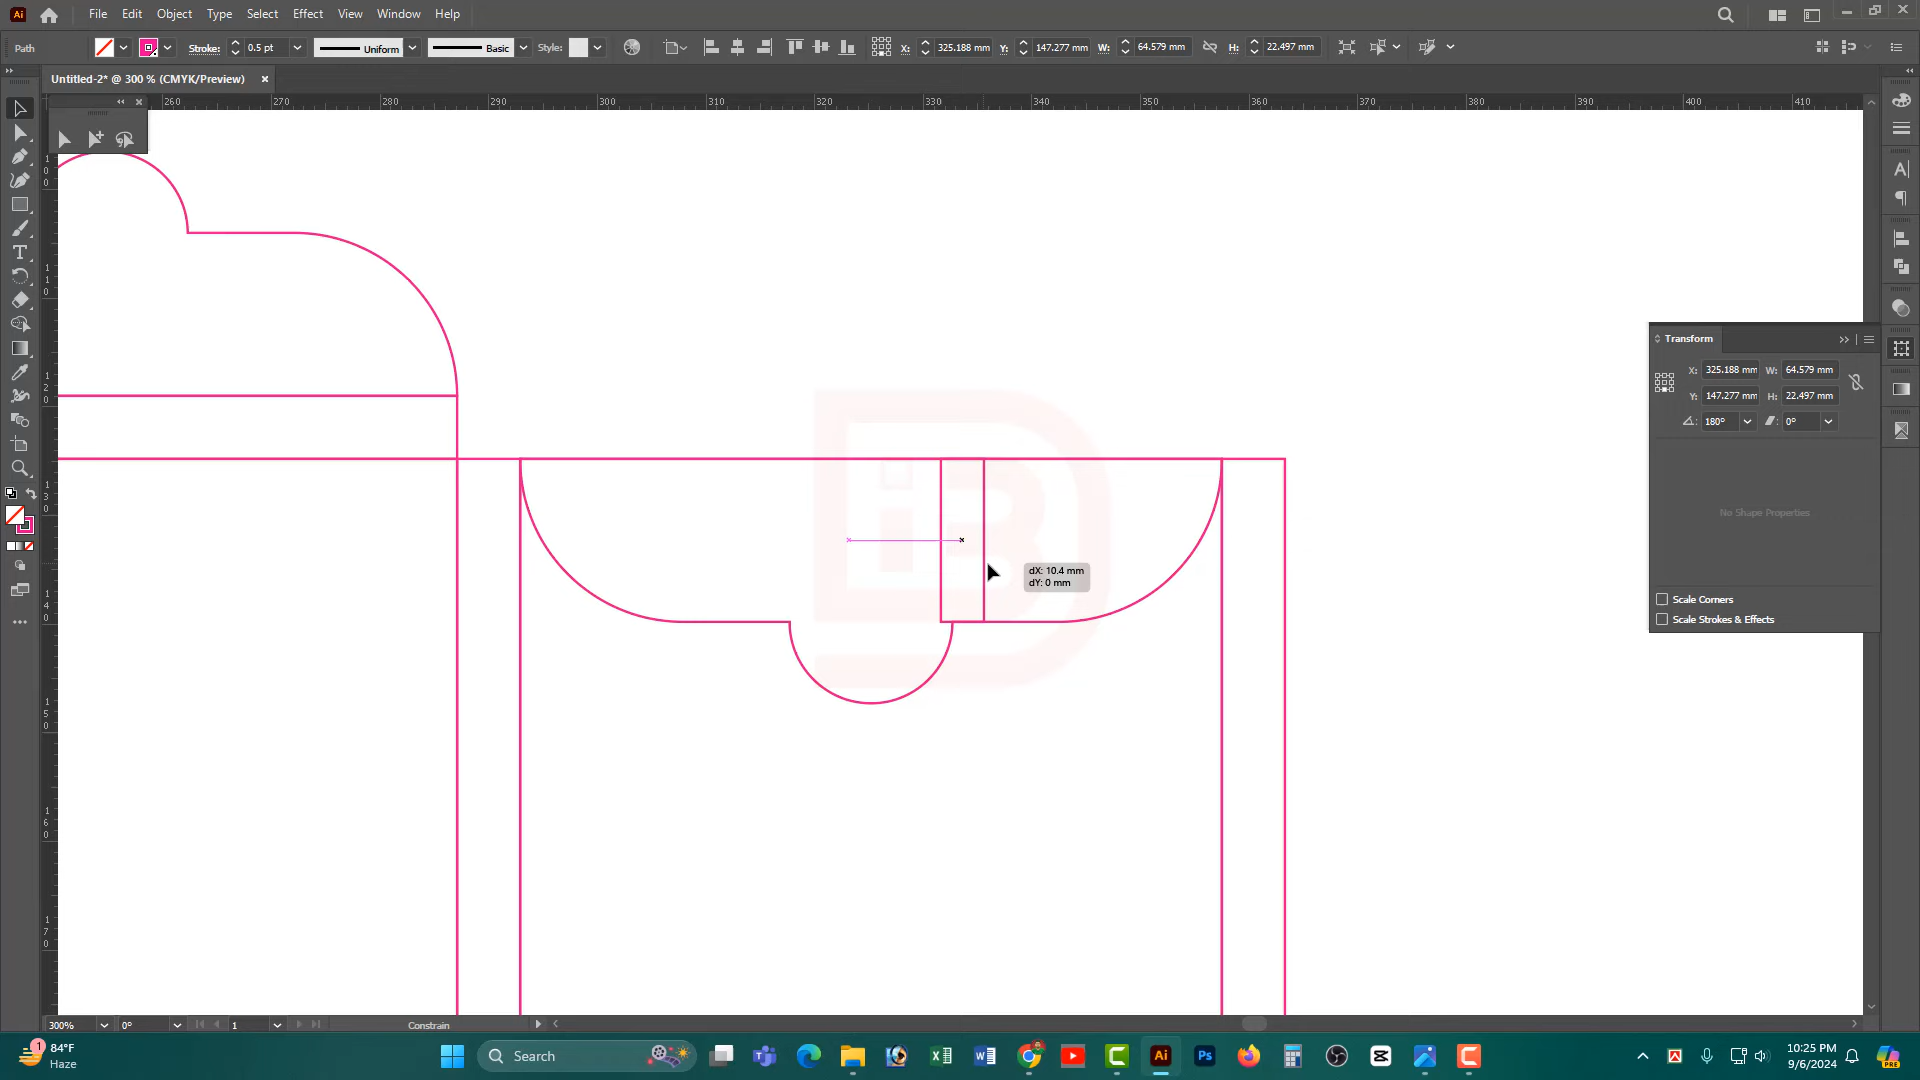 File Edit Object Type Select Effect View Window Help
Path Stroke: 0.5 pt Uniform Basic Style: X: 325.188 mm Y: 147.277 mm W: 64.579 mm H: 22.497 mm
Untitled-2* @ 300 % (CMYK/Preview)
260 270 280 290 300 310 320 330 340 350 360 370 380 390 400 410
Transform
X: 325.188 mm W: 64.579 mm
Y: 147.277 mm H: 22.497 mm
180° 0°
No Shape Properties
dX: 10.4 mm
dY: 0 mm
Scale Corners
Scale Strokes & Effects
300% 0° 1 Constrain
84°F
Haze
Search
10:25 PM
9/6/2024